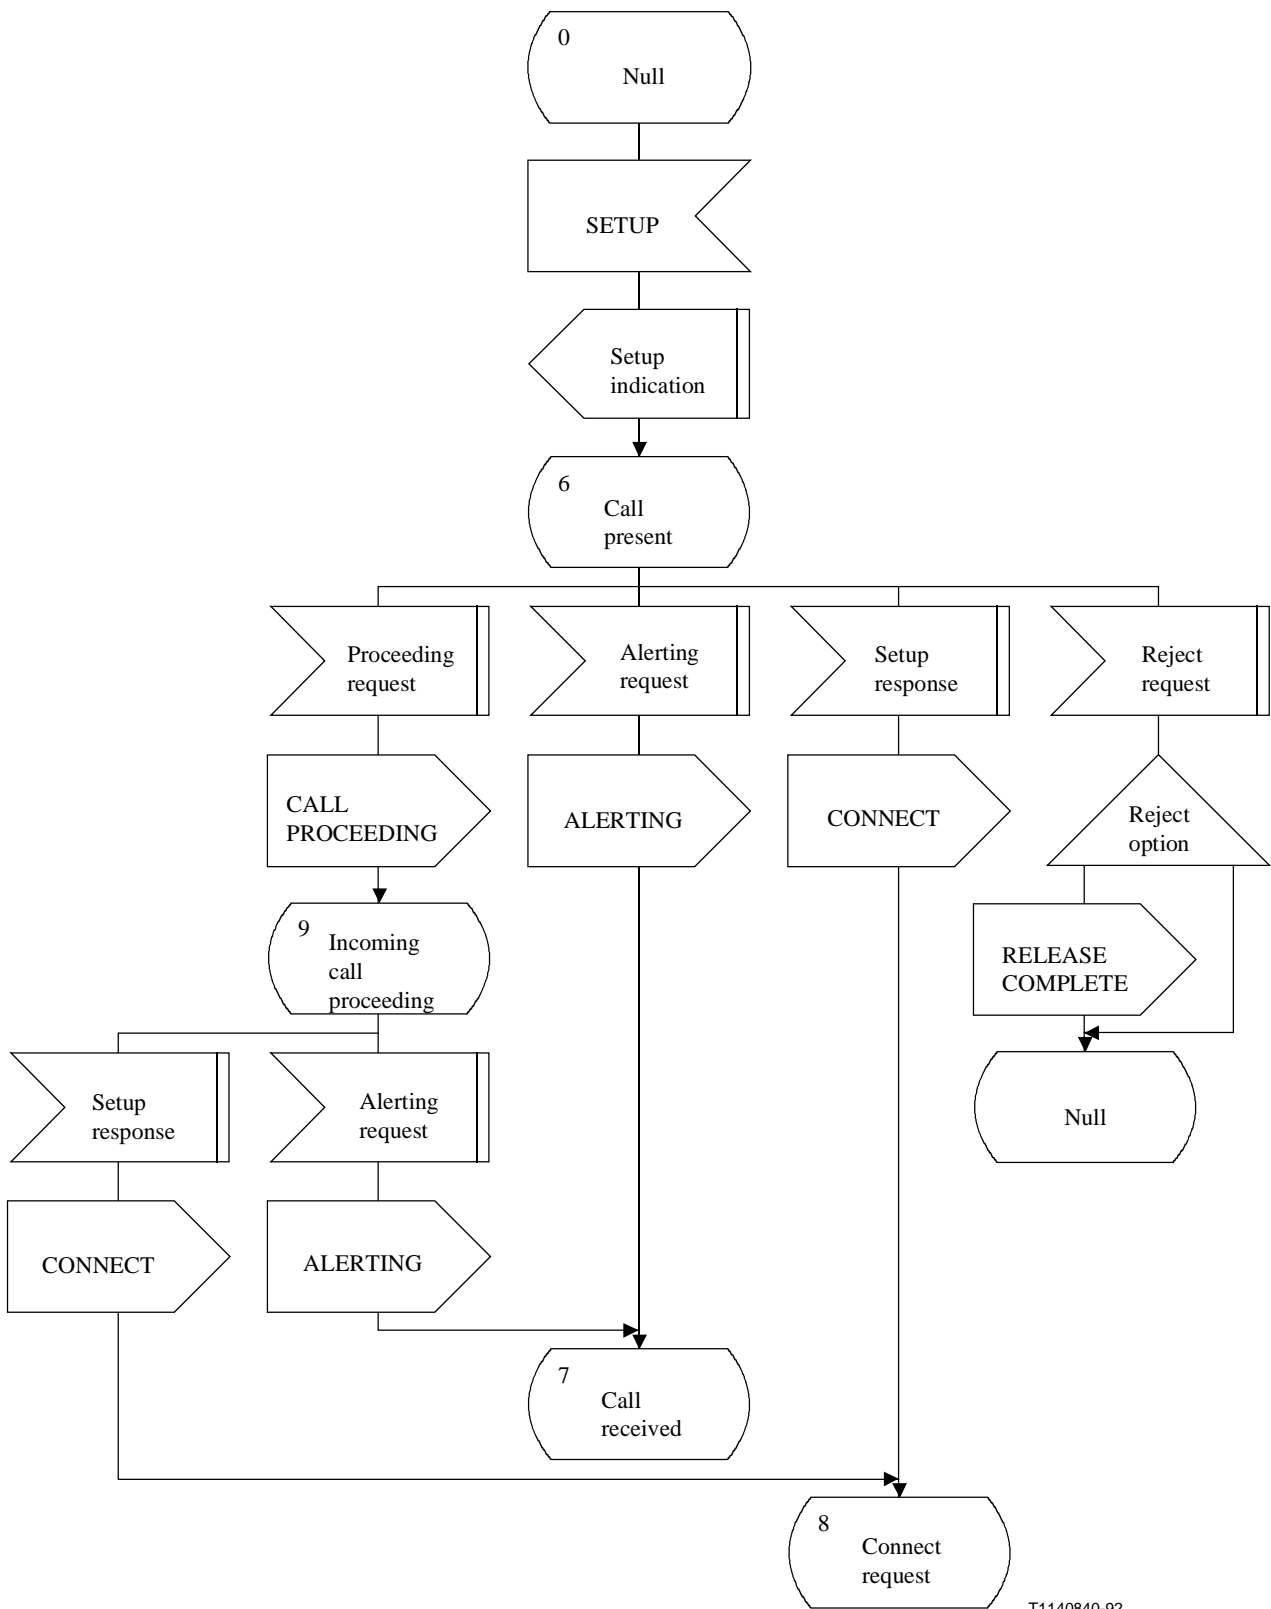 0
Null
SETUP
Setup
indication
6
Call
present
Proceeding
request
Alerting
request
Setup
response
Reject
request
CALL
PROCEEDING
ALERTING
CONNECT
Reject
option
9
Incoming
call
proceeding
RELEASE
COMPLETE
Setup
response
Alerting
request
Null
CONNECT
ALERTING
7
Call
received
8
Connect
request
T1140840-92